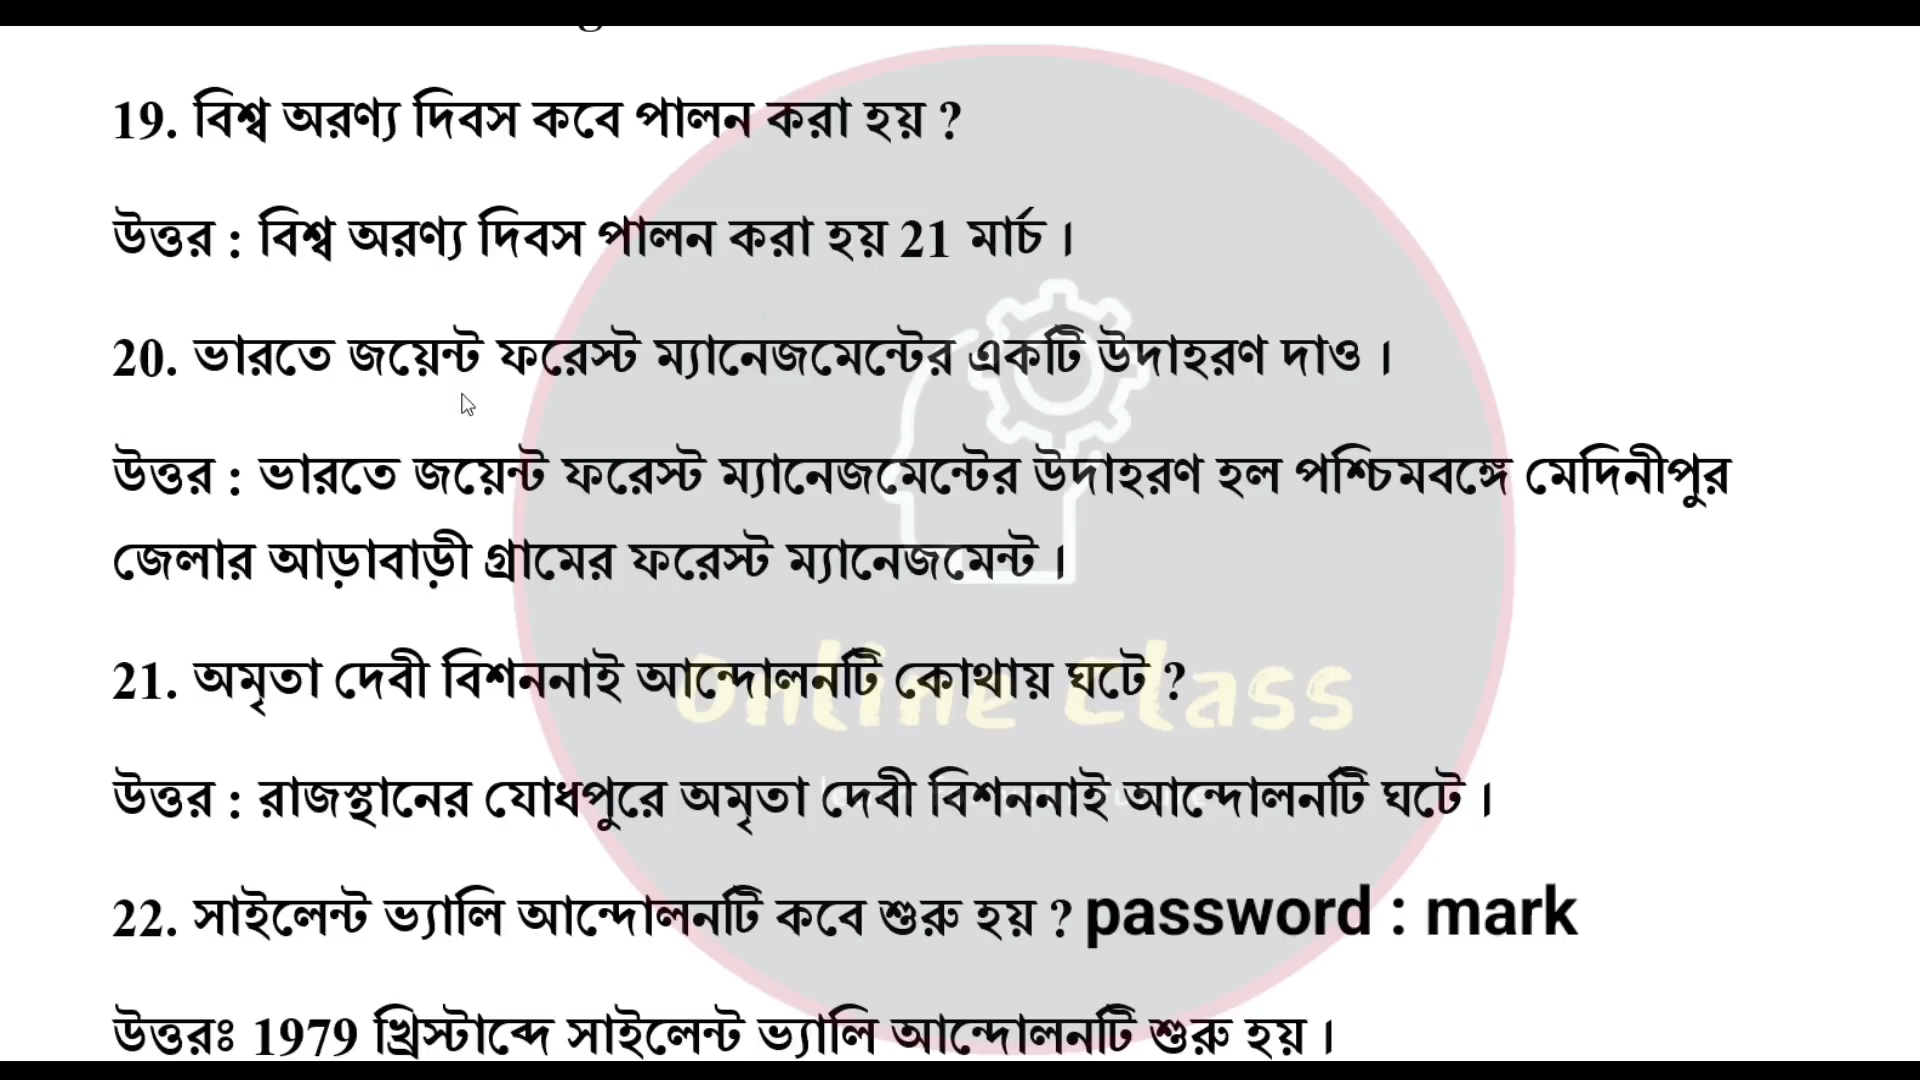 19. বিশ্ব অরণ্য দিবস কবে পালন করা হয় ?
উত্তর : বিশ্ব অরণ্য দিবস পালন করা হয় 21 মার্চ ।
20. ভারতে জয়েন্ট ফরেস্ট ম্যানেজমেন্টের একটি উদাহরণ দাও ।
উত্তর : ভারতে জয়েন্ট ফরেস্ট ম্যানেজমেন্টের উদাহরণ হল পশ্চিমবঙ্গে মেদিনীপুর
জেলার আড়াবাড়ী গ্রামের ফরেস্ট ম্যানেজমেন্ট ।
21. অমৃতা দেবী বিশননাই আন্দোলনটি কোথায় ঘটে ?
Online Class
উত্তর : রাজস্থানের যোধপুরে অমৃতা দেবী বিশননাই আন্দোলনটি ঘটে ।
22. সাইলেন্ট ভ্যালি আন্দোলনটি কবে শুরু হয় ? password : mark
উত্তরঃ 1979 খ্রিস্টাব্দে সাইলেন্ট ভ্যালি আন্দোলনটি শুরু হয় ।